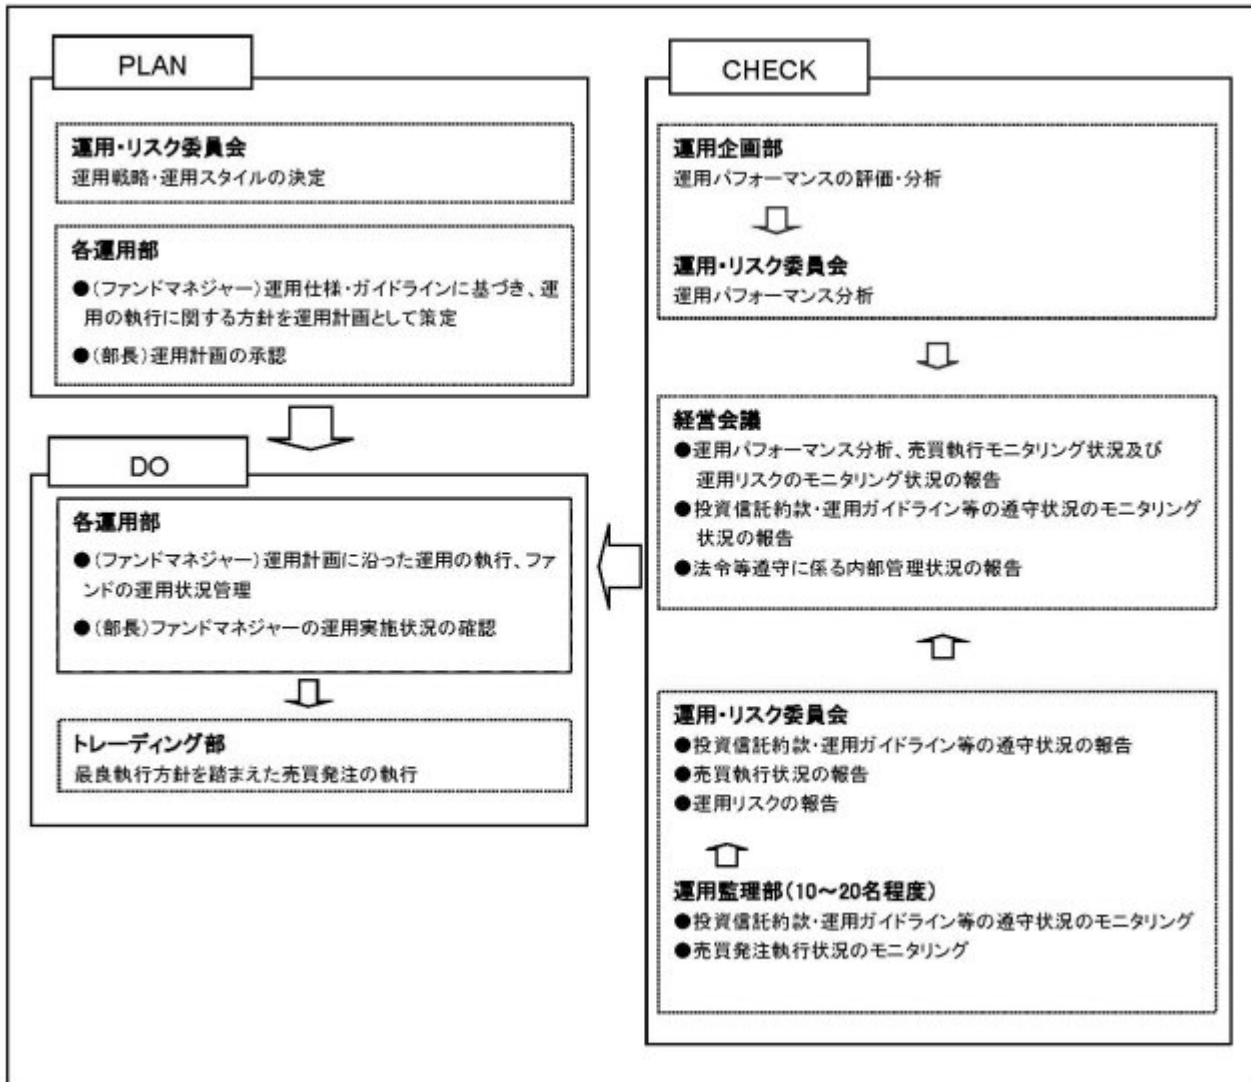 PLAN
運用・リスク委員会
運用戦略・運用スタイルの決定
各運用部
●(ファンドマネジャー)運用仕様・ガイドラインに基づき、運
用の執行に関する方針を運用計画として策定
●(部長)運用計画の承認
DO
各運用部
●(ファンドマネジャー)運用計画に沿った運用の執行、ファ
ンドの運用状況管理
●(部長)ファンドマネジャーの運用実施状況の確認
トレーディング部
最良執行方針を踏まえた売買発注の執行
CHECK
運用企画部
運用パフォーマンスの評価・分析
運用・リスク委員会
運用パフォーマンス分析
経営会議
●運用パフォーマンス分析、売買執行モニタリング状況及び
運用リスクのモニタリング状況の報告
●投資信託約款・運用ガイドライン等の遵守状況のモニタリング
状況の報告
●法令等遵守に係る内部管理状況の報告
運用・リスク委員会
●投資信託約款・運用ガイドライン等の遵守状況の報告
●売買執行状況の報告
●運用リスクの報告
運用監理部(10～20名程度)
●投資信託約款・運用ガイドライン等の遵守状況のモニタリング
●売買発注執行状況のモニタリング